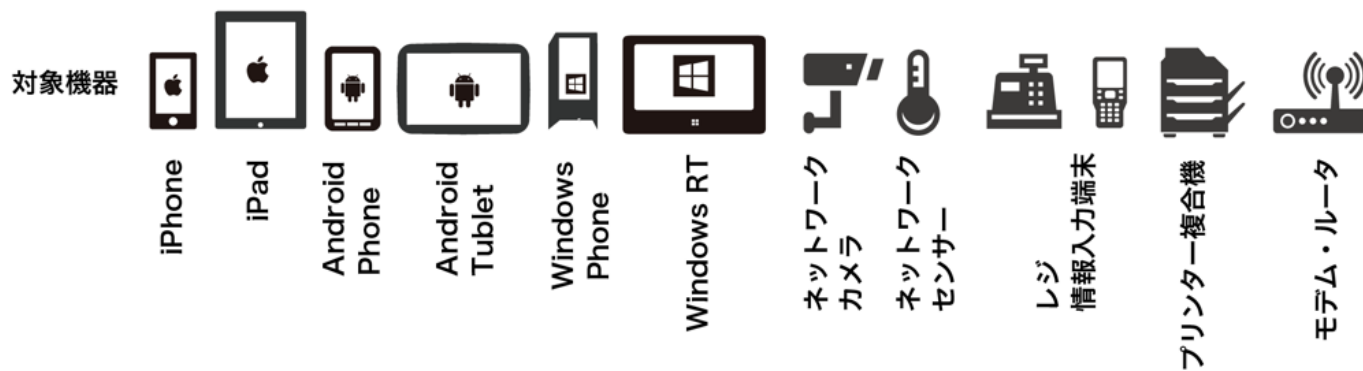 対象機器
iPhone
iPad
Android
Phone
Android
Tublet
Windows
Phone
Windows RT
ネットワーク
カメラ
ネットワーク
センサー
レジ
情報入力端末
プリンター複合機
モデム・ルータ